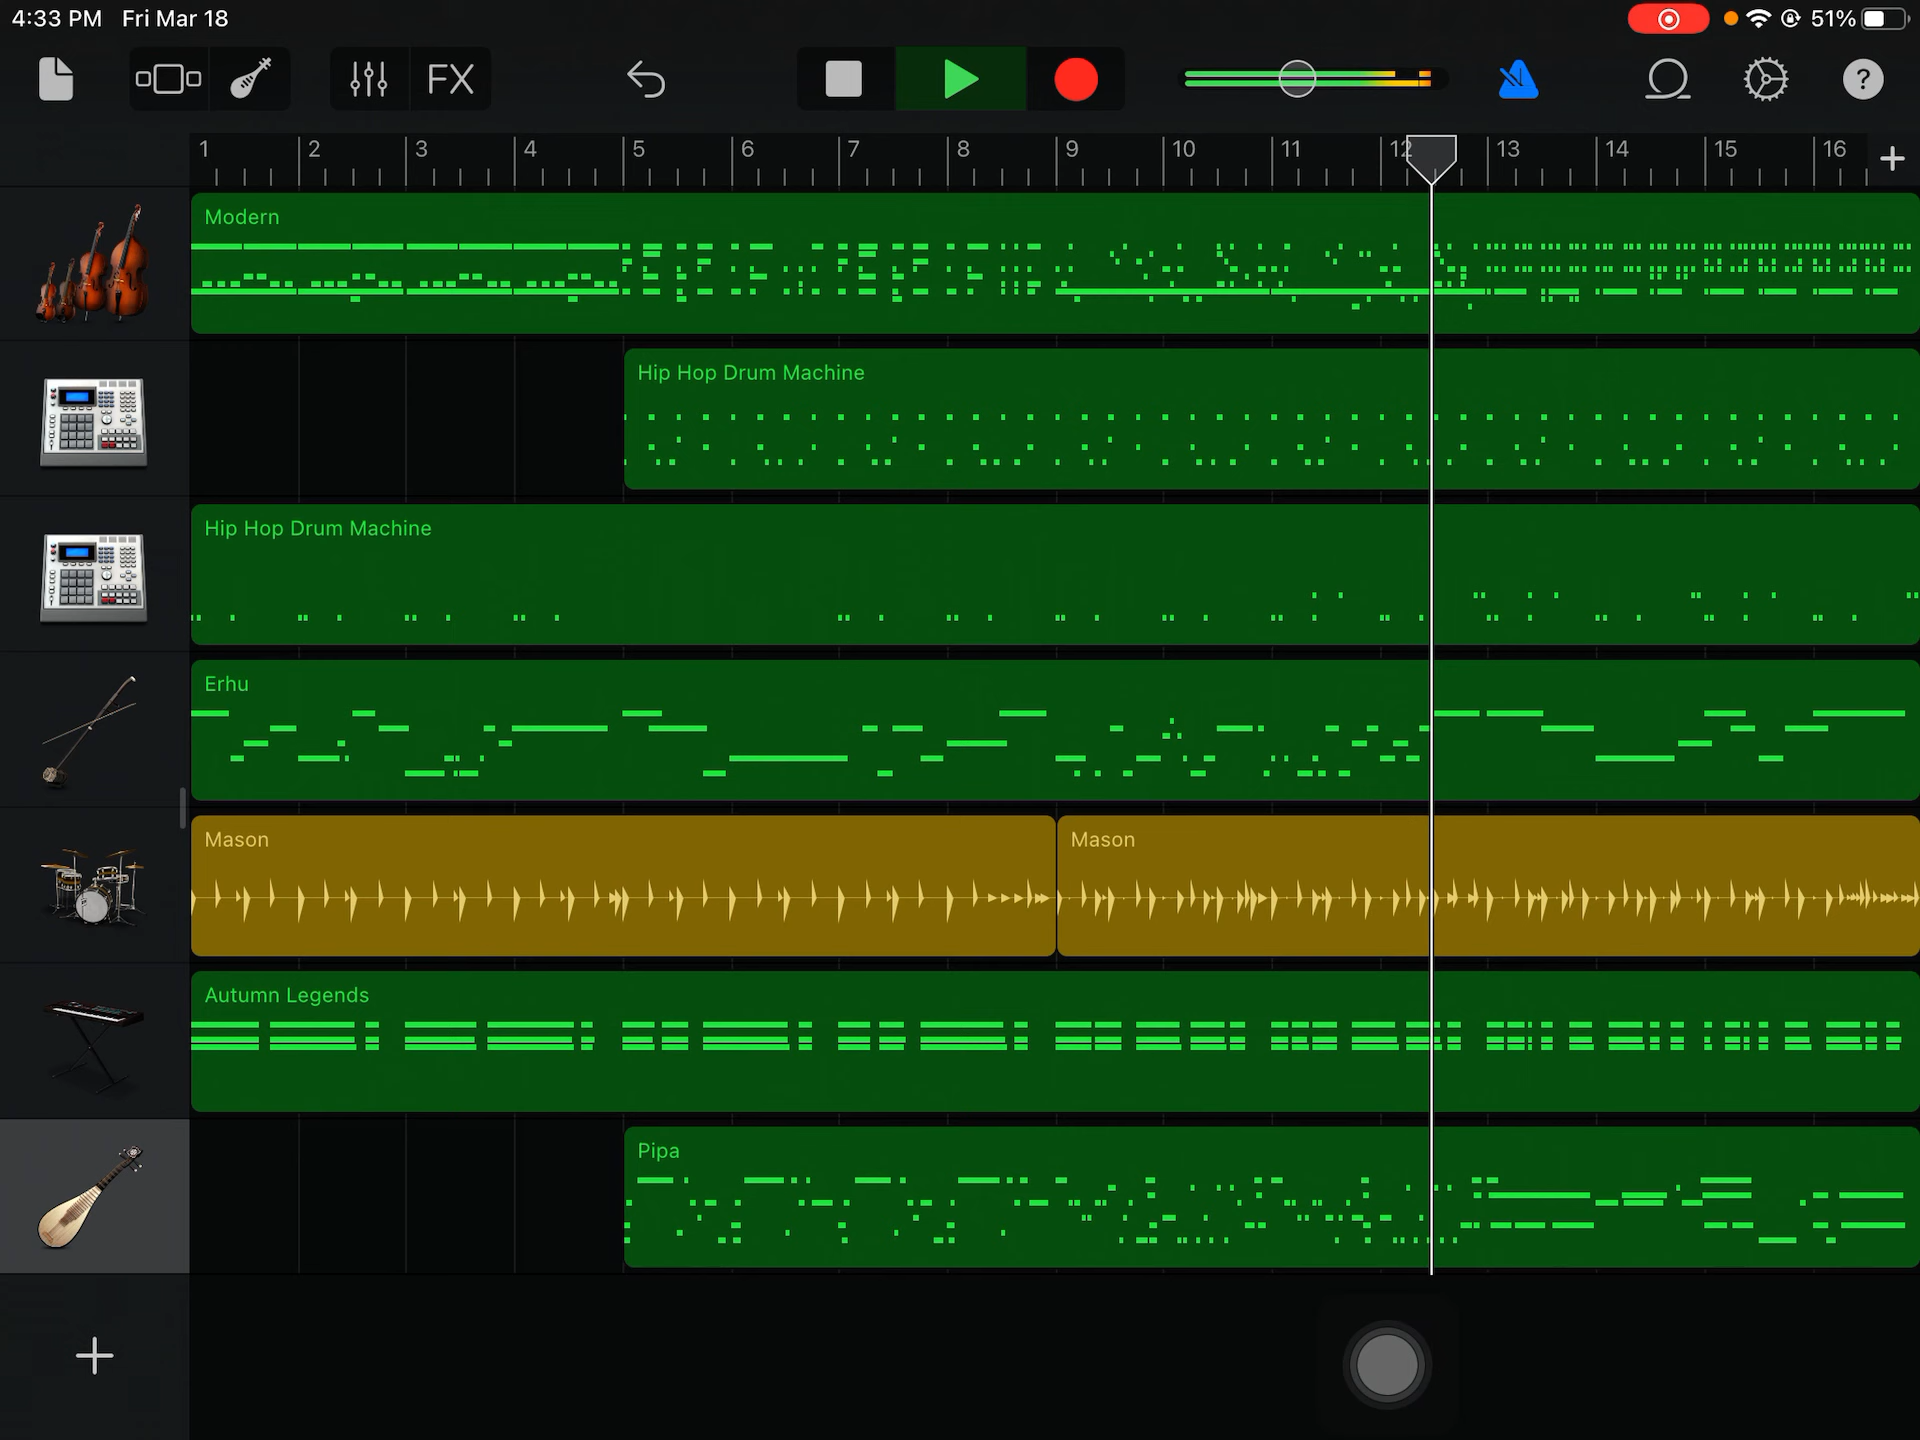 4:33 PM Fri Mar 18
51%
FX
?
1 2 3 4 5 6 7 8 9 10 11 12 13 14 15 16 +
Modern
Hip Hop Drum Machine
Hip Hop Drum Machine
Erhu
Mason Mason
Autumn Legends
Pipa
+